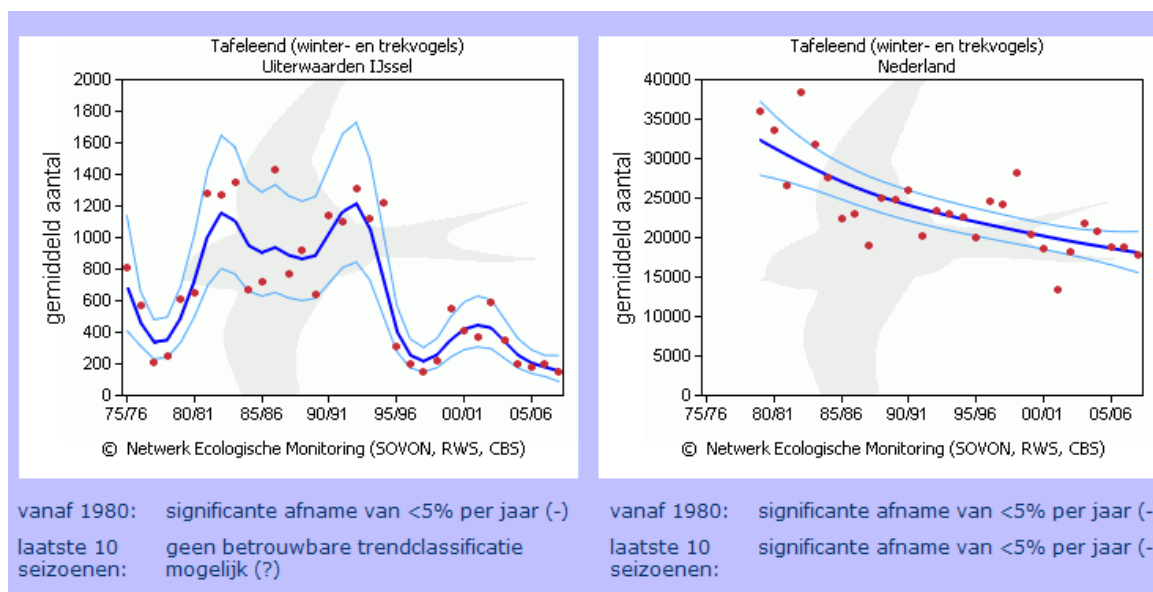 Tafeleend (winter- en trekvogels)
Uiterwaarden IJssel
gemiddeld aantal
2000
1800
1600
1400
1200
1000
800
600
400
200
0
75/76 80/81 85/86 90/91 95/96 00/01 05/06
© Netwerk Ecologische Monitoring (SOVON, RWS, CBS)
Tafeleend (winter- en trekvogels)
Nederland
gemiddeld aantal
40000
35000
30000
25000
20000
15000
10000
5000
0
75/76 80/81 85/86 90/91 95/96 00/01 05/06
© Netwerk Ecologische Monitoring (SOVON, RWS, CBS)
vanaf 1980: significante afname van <5% per jaar (-)
laatste 10 geen betrouwbare trendclassificatie
seizoenen: mogelijk (?)
vanaf 1980: significante afname van <5% per jaar (-
laatste 10 significante afname van <5% per jaar (-
seizoenen: